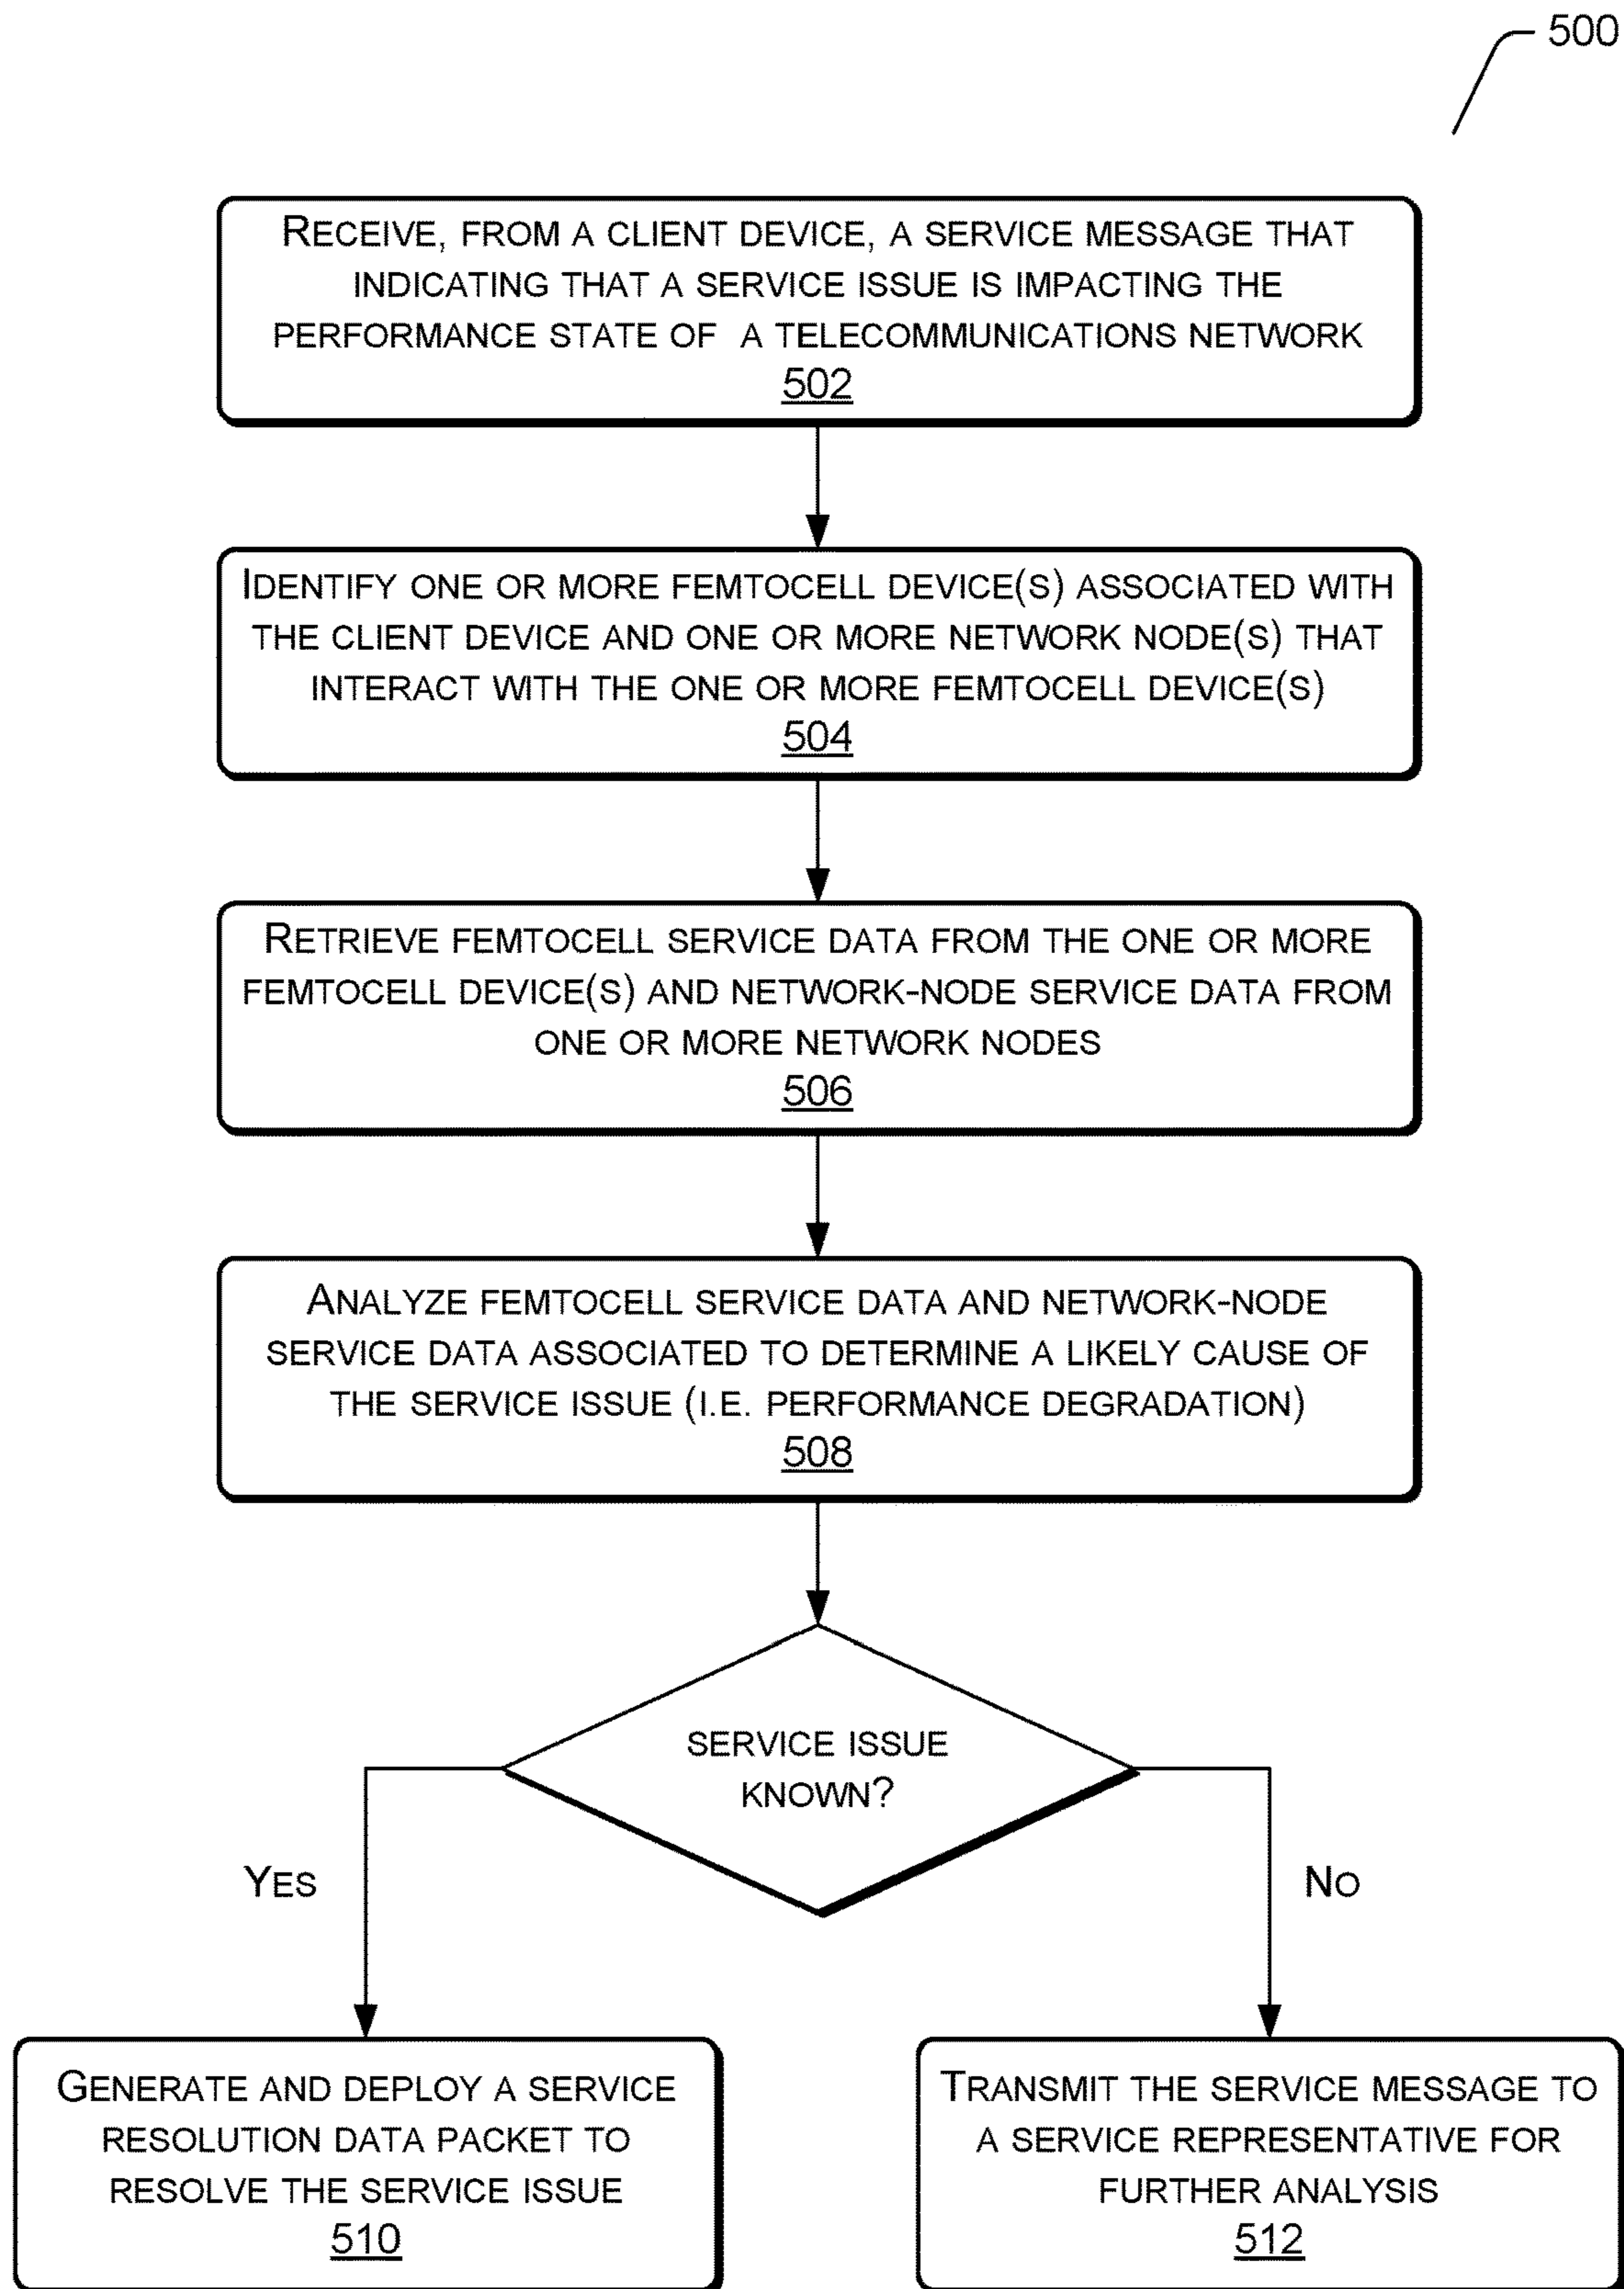 500
RECEIVE, FROM A CLIENT DEVICE, A SERVICE MESSAGE THAT
INDICATING THAT A SERVICE ISSUE IS IMPACTING THE
PERFORMANCE STATE OF A TELECOMMUNICATIONS NETWORK
502
IDENTIFY ONE OR MORE FEMTOCELL DEVICE(S) ASSOCIATED WITH
THE CLIENT DEVICE AND ONE OR MORE NETWORK NODE(S) THAT
INTERACT WITH THE ONE OR MORE FEMTOCELL DEVICE(S)
504
RETRIEVE FEMTOCELL SERVICE DATA FROM THE ONE OR MORE
FEMTOCELL DEVICE(S) AND NETWORK-NODE SERVICE DATA FROM
ONE OR MORE NETWORK NODES
506
ANALYZE FEMTOCELL SERVICE DATA AND NETWORK-NODE
SERVICE DATA ASSOCIATED TO DETERMINE A LIKELY CAUSE OF
THE SERVICE ISSUE (I.E. PERFORMANCE DEGRADATION)
508
SERVICE ISSUE
KNOWN?
YES
NO
GENERATE AND DEPLOY A SERVICE
RESOLUTION DATA PACKET TO
RESOLVE THE SERVICE ISSUE
510
TRANSMIT THE SERVICE MESSAGE TO
A SERVICE REPRESENTATIVE FOR
FURTHER ANALYSIS
512